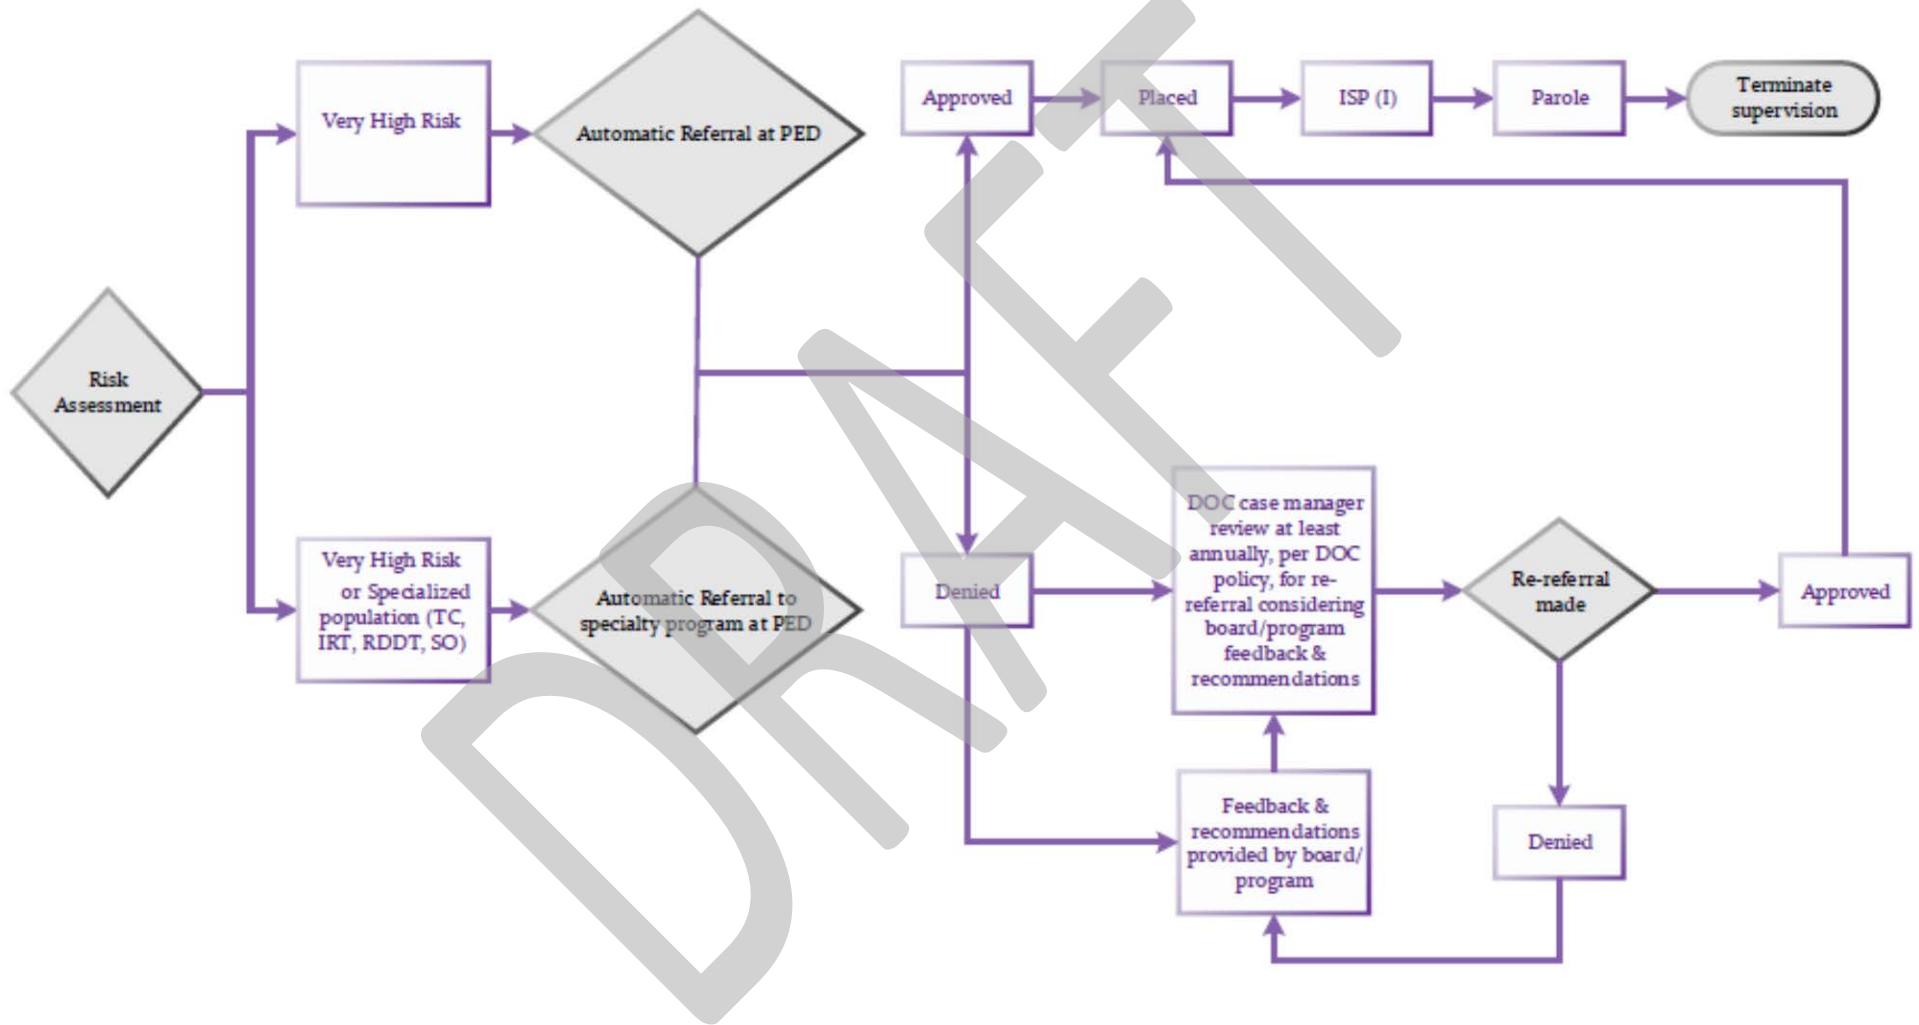 Risk
Assessment
Very High Risk
Automatic Referral at PED
Very High Risk
or Specialized
population (TC,
IRT, RDDT, SO)
Automatic Referral to
specialty program at PED
Approved
Placed
ISP (I)
Parole
Terminate
supervision
Denied
DOC case manager
review at least
annually, per DOC
policy, for re-
referral considering
board/program
feedback &
recommendations
Re-referral
made
Approved
Feedback &
recommendations
provided by board/
program
Denied
DRAFT